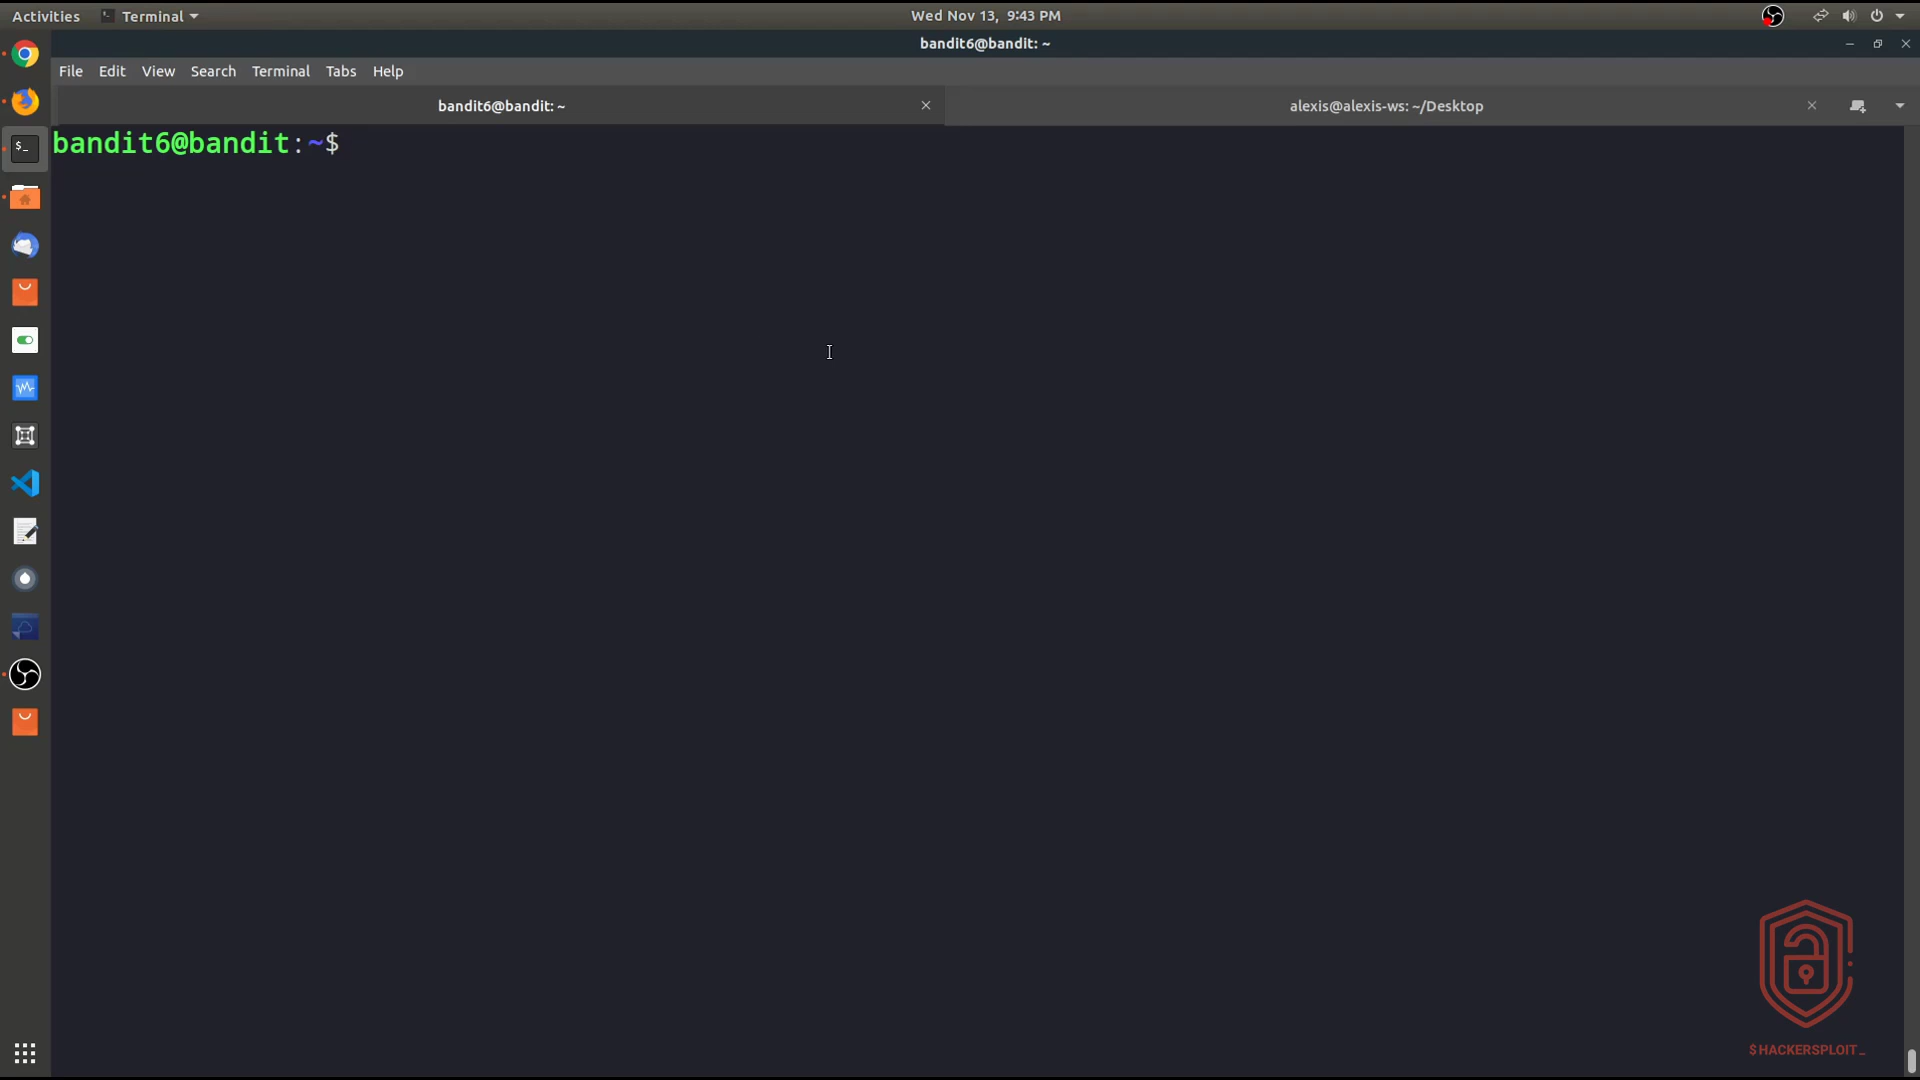 Activities
Terminal
Wed Nov 13, 9:43 PM
bandit6@bandit: ~
File Edit View Search Terminal Tabs Help
bandit6@bandit: ~
alexis@alexis-ws: ~/Desktop
bandit6@bandit:~$
$HACKERSPLOIT_